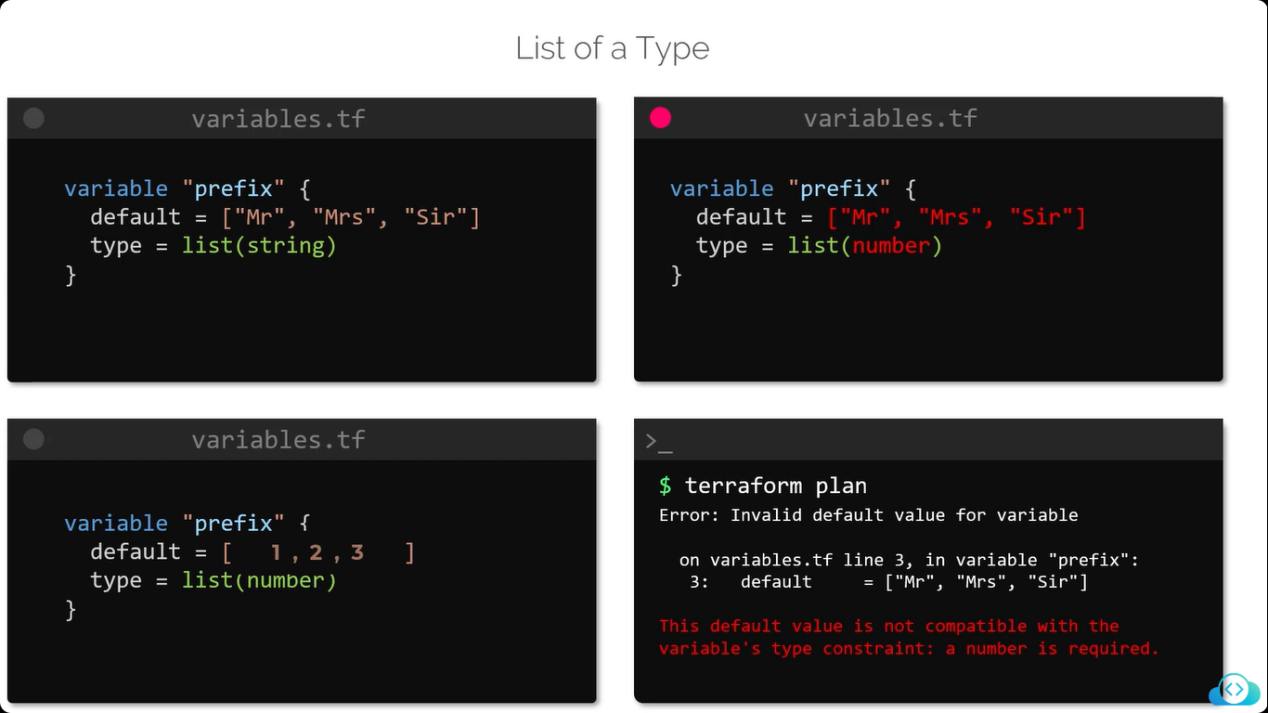 List of a Type
variables.tf
variable "prefix" {
  default = ["Mr", "Mrs", "Sir"]
  type = list(string)
}
variables.tf
variable "prefix" {
  default = ["Mr", "Mrs", "Sir"]
  type = list(number)
}
variables.tf
variable "prefix" {
  default = [ 1 , 2 , 3 ]
  type = list(number)
}
>_
$ terraform plan
Error: Invalid default value for variable
  on variables.tf line 3, in variable "prefix":
   3:   default     = ["Mr", "Mrs", "Sir"]
This default value is not compatible with the
variable's type constraint: a number is required.